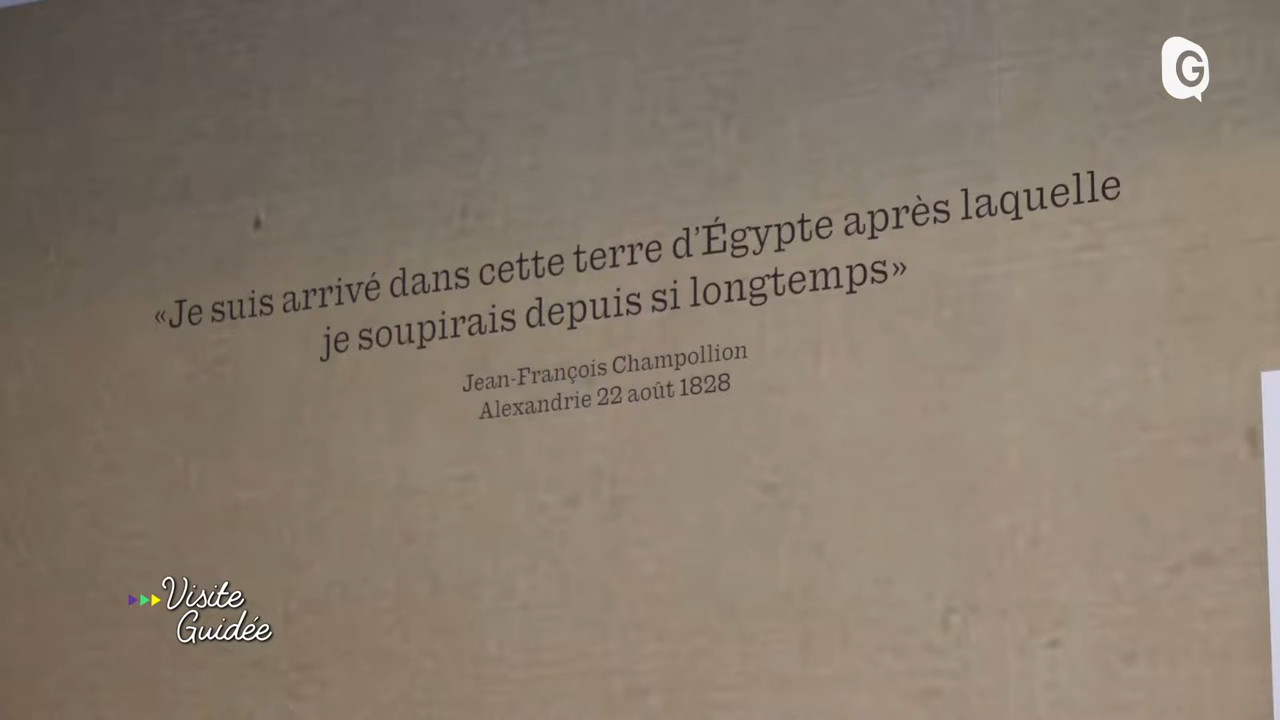 G
«Je suis arrivé dans cette terre d'Égypte après laquelle
je soupirais depuis si longtemps»
Jean-François Champollion
Alexandrie 22 août 1828
Visite
Guidée